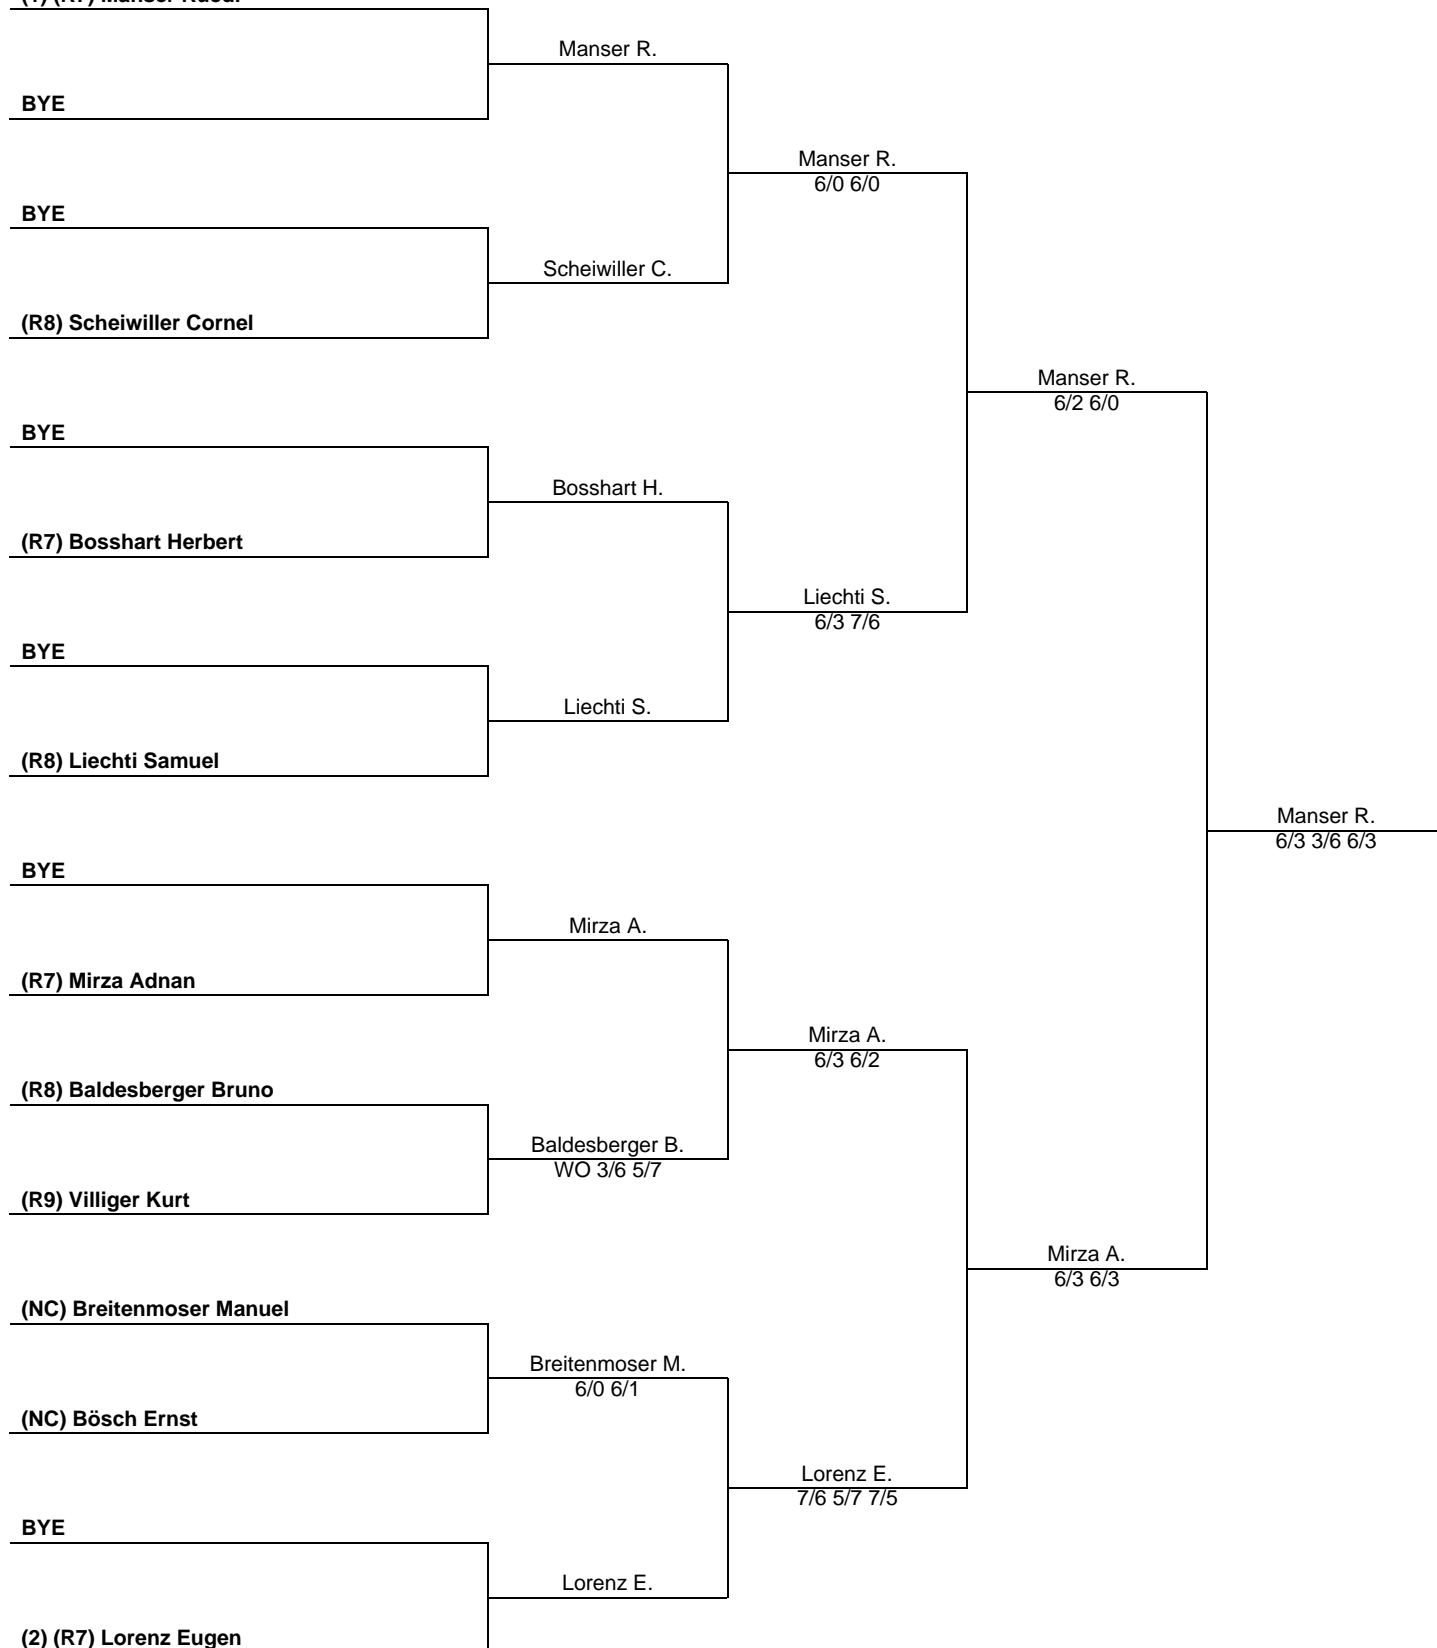 BYE
BYE
(R8) Scheiwiller Cornel
BYE
(R7) Bosshart Herbert
BYE
(R8) Liechti Samuel
BYE
(R7) Mirza Adnan
(R8) Baldesberger Bruno
(R9) Villiger Kurt
(NC) Breitenmoser Manuel
(NC) Bösch Ernst
BYE
(2) (R7) Lorenz Eugen
Manser R.
Scheiwiller C.
Bosshart H.
Liechti S.
Mirza A.
Baldesberger B.
WO 3/6 5/7
Breitenmoser M.
6/0 6/1
Lorenz E.
Manser R.
6/0 6/0
Liechti S.
6/3 7/6
Mirza A.
6/3 6/2
Lorenz E.
7/6 5/7 7/5
Manser R.
6/2 6/0
Mirza A.
6/3 6/3
Manser R.
6/3 3/6 6/3